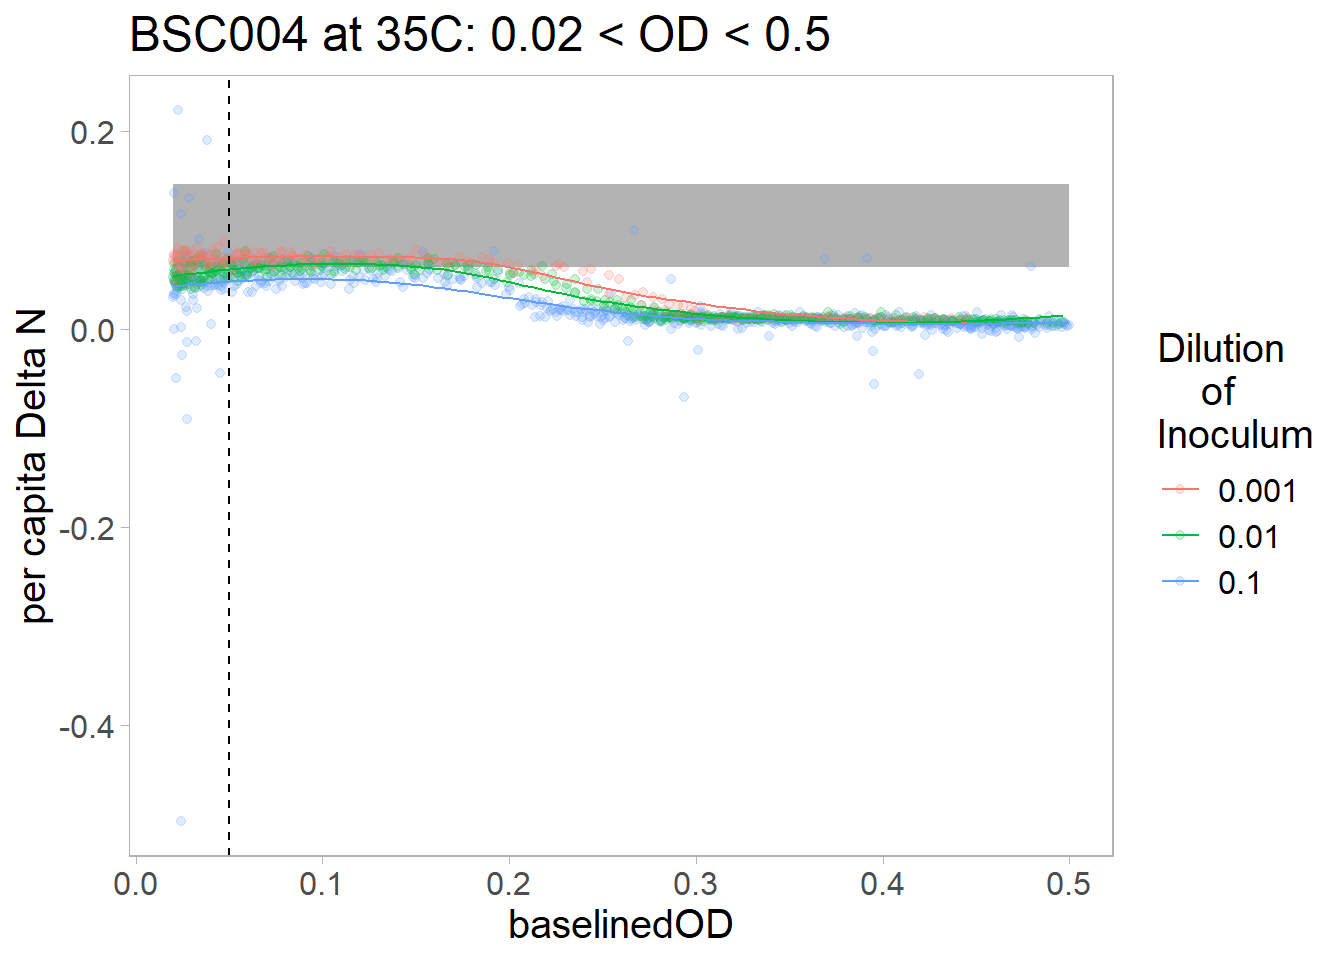 BSC004 at 35C: 0.02 < OD < 0.5
per capita Delta N
0.2
0.0
-0.2
-0.4
0.0 0.1 0.2 0.3 0.4 0.5
baselinedOD
Dilution
of
Inoculum
0.001
0.01
0.1